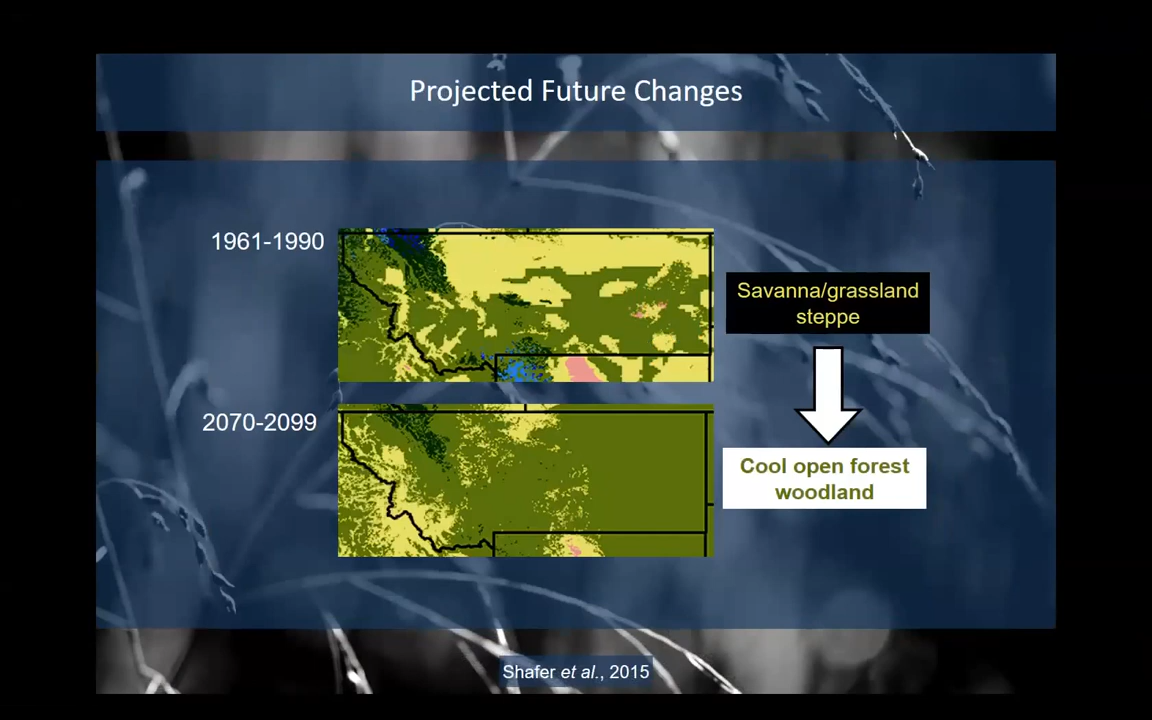 Projected Future Changes
1961-1990
Savanna/grassland
steppe
2070-2099
Cool open forest
woodland
Shafer et al., 2015